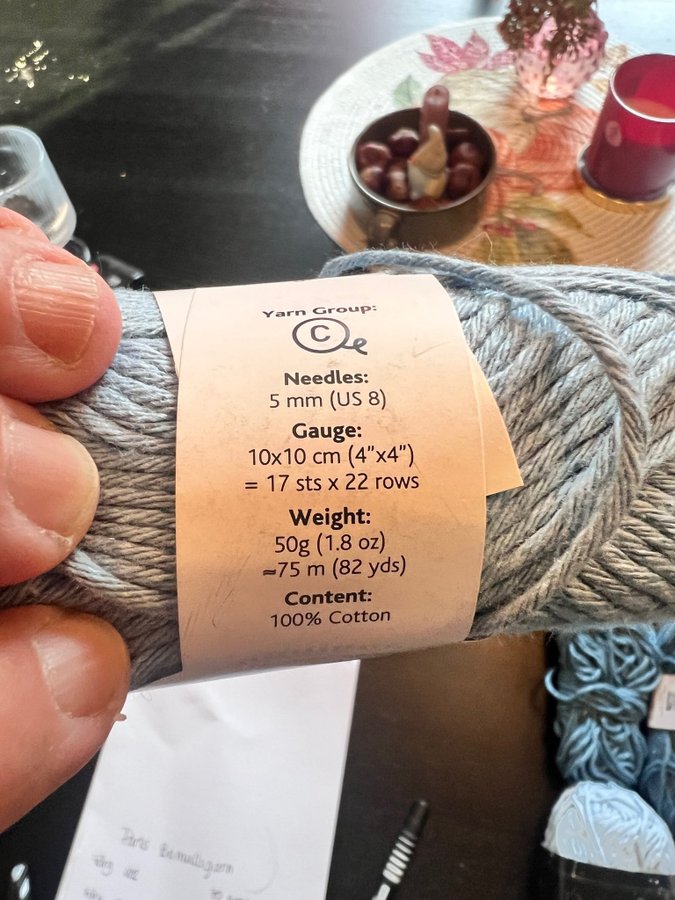 Yarn Group:
C
Needles:
5 mm (US 8)
Gauge:
10x10 cm (4”x4”)
= 17 sts x 22 rows
Weight:
50g (1.8 oz)
≈75 m (82 yds)
Content:
100% Cotton